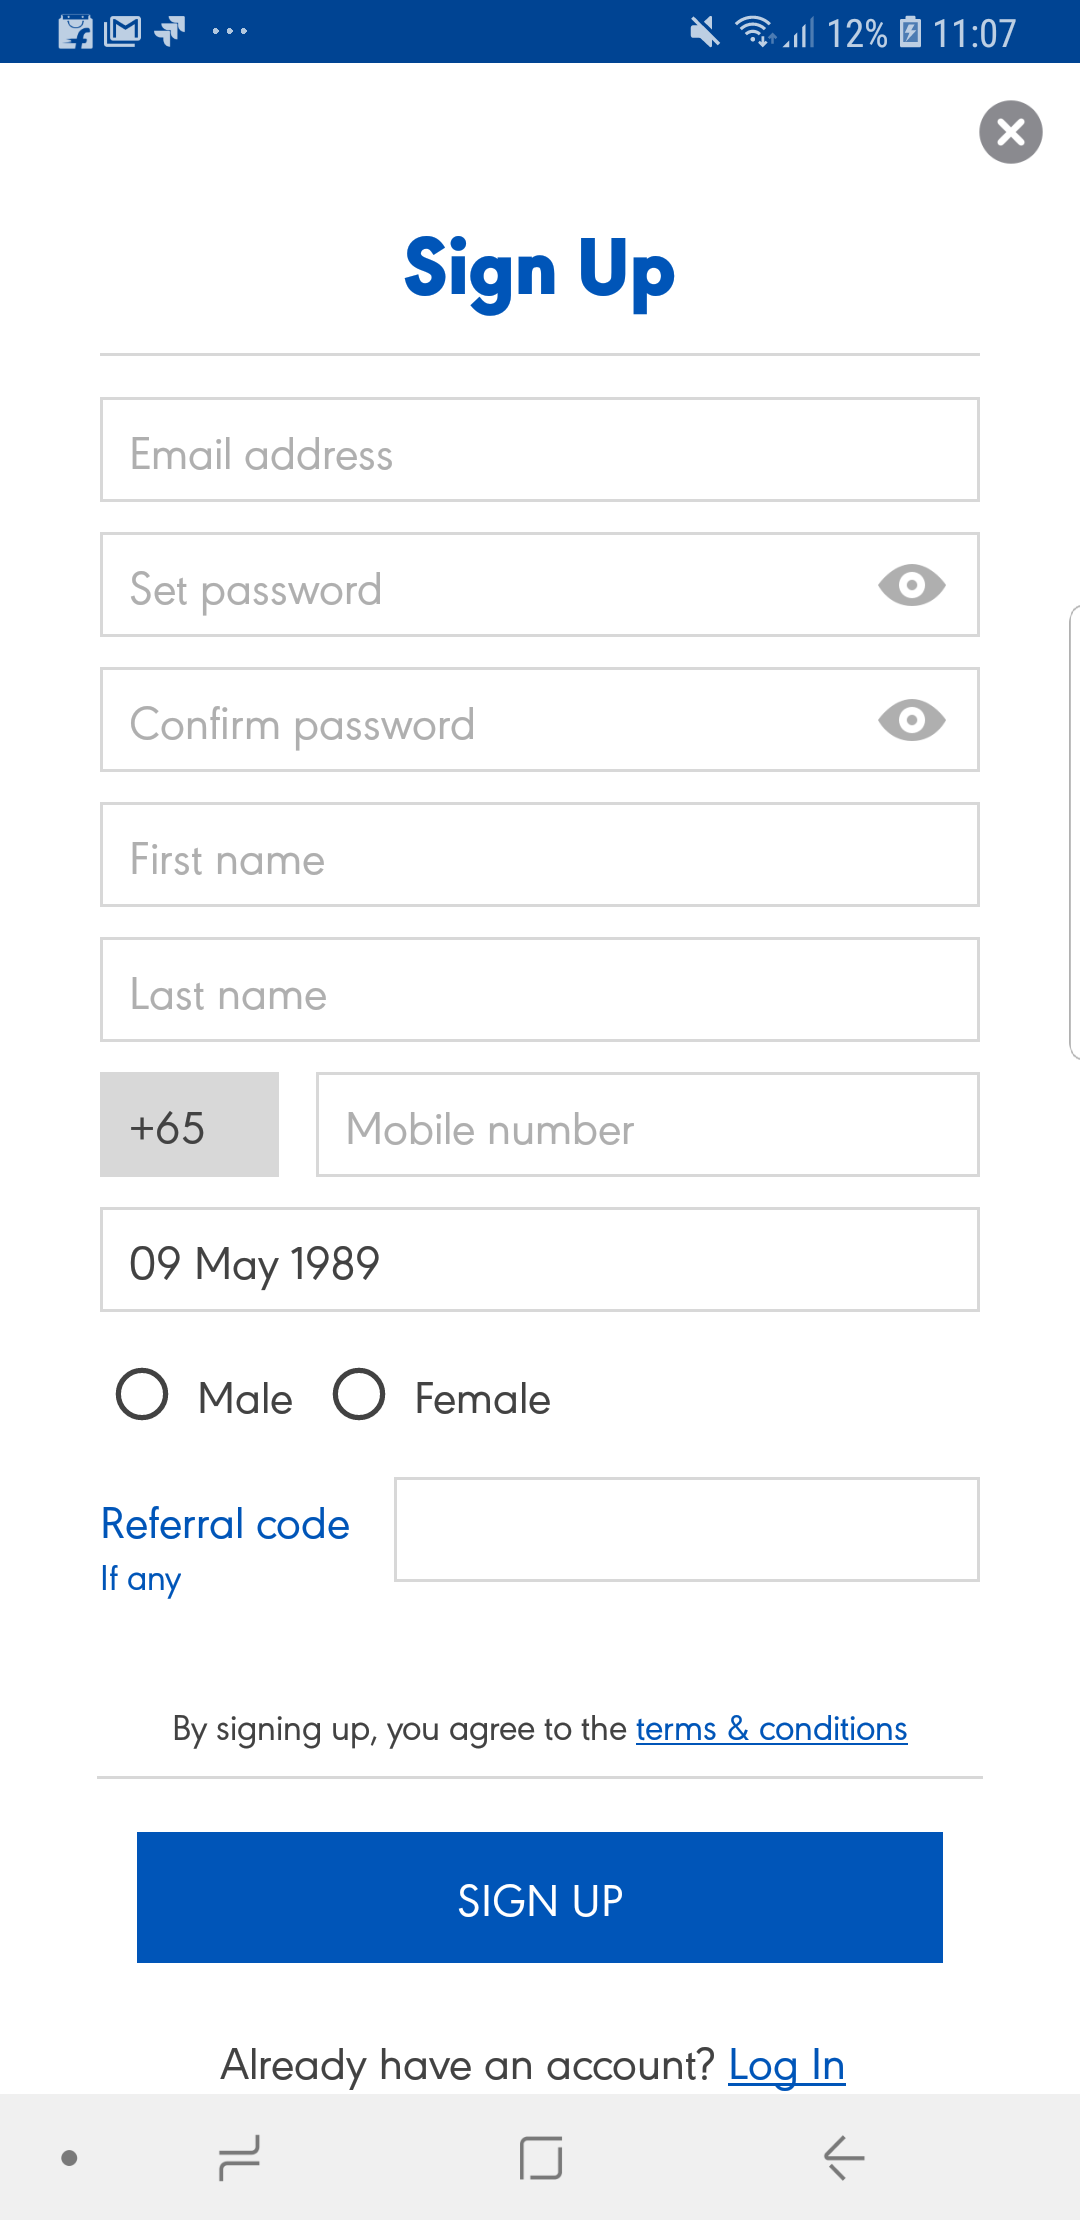 12% 11:07
Sign Up
Email address
Set password
Confirm password
First name
Last name
+65 Mobile number
09 May 1989
Male Female
Referral code
If any
By signing up, you agree to the terms & conditions
SIGN UP
Already have an account? Log In